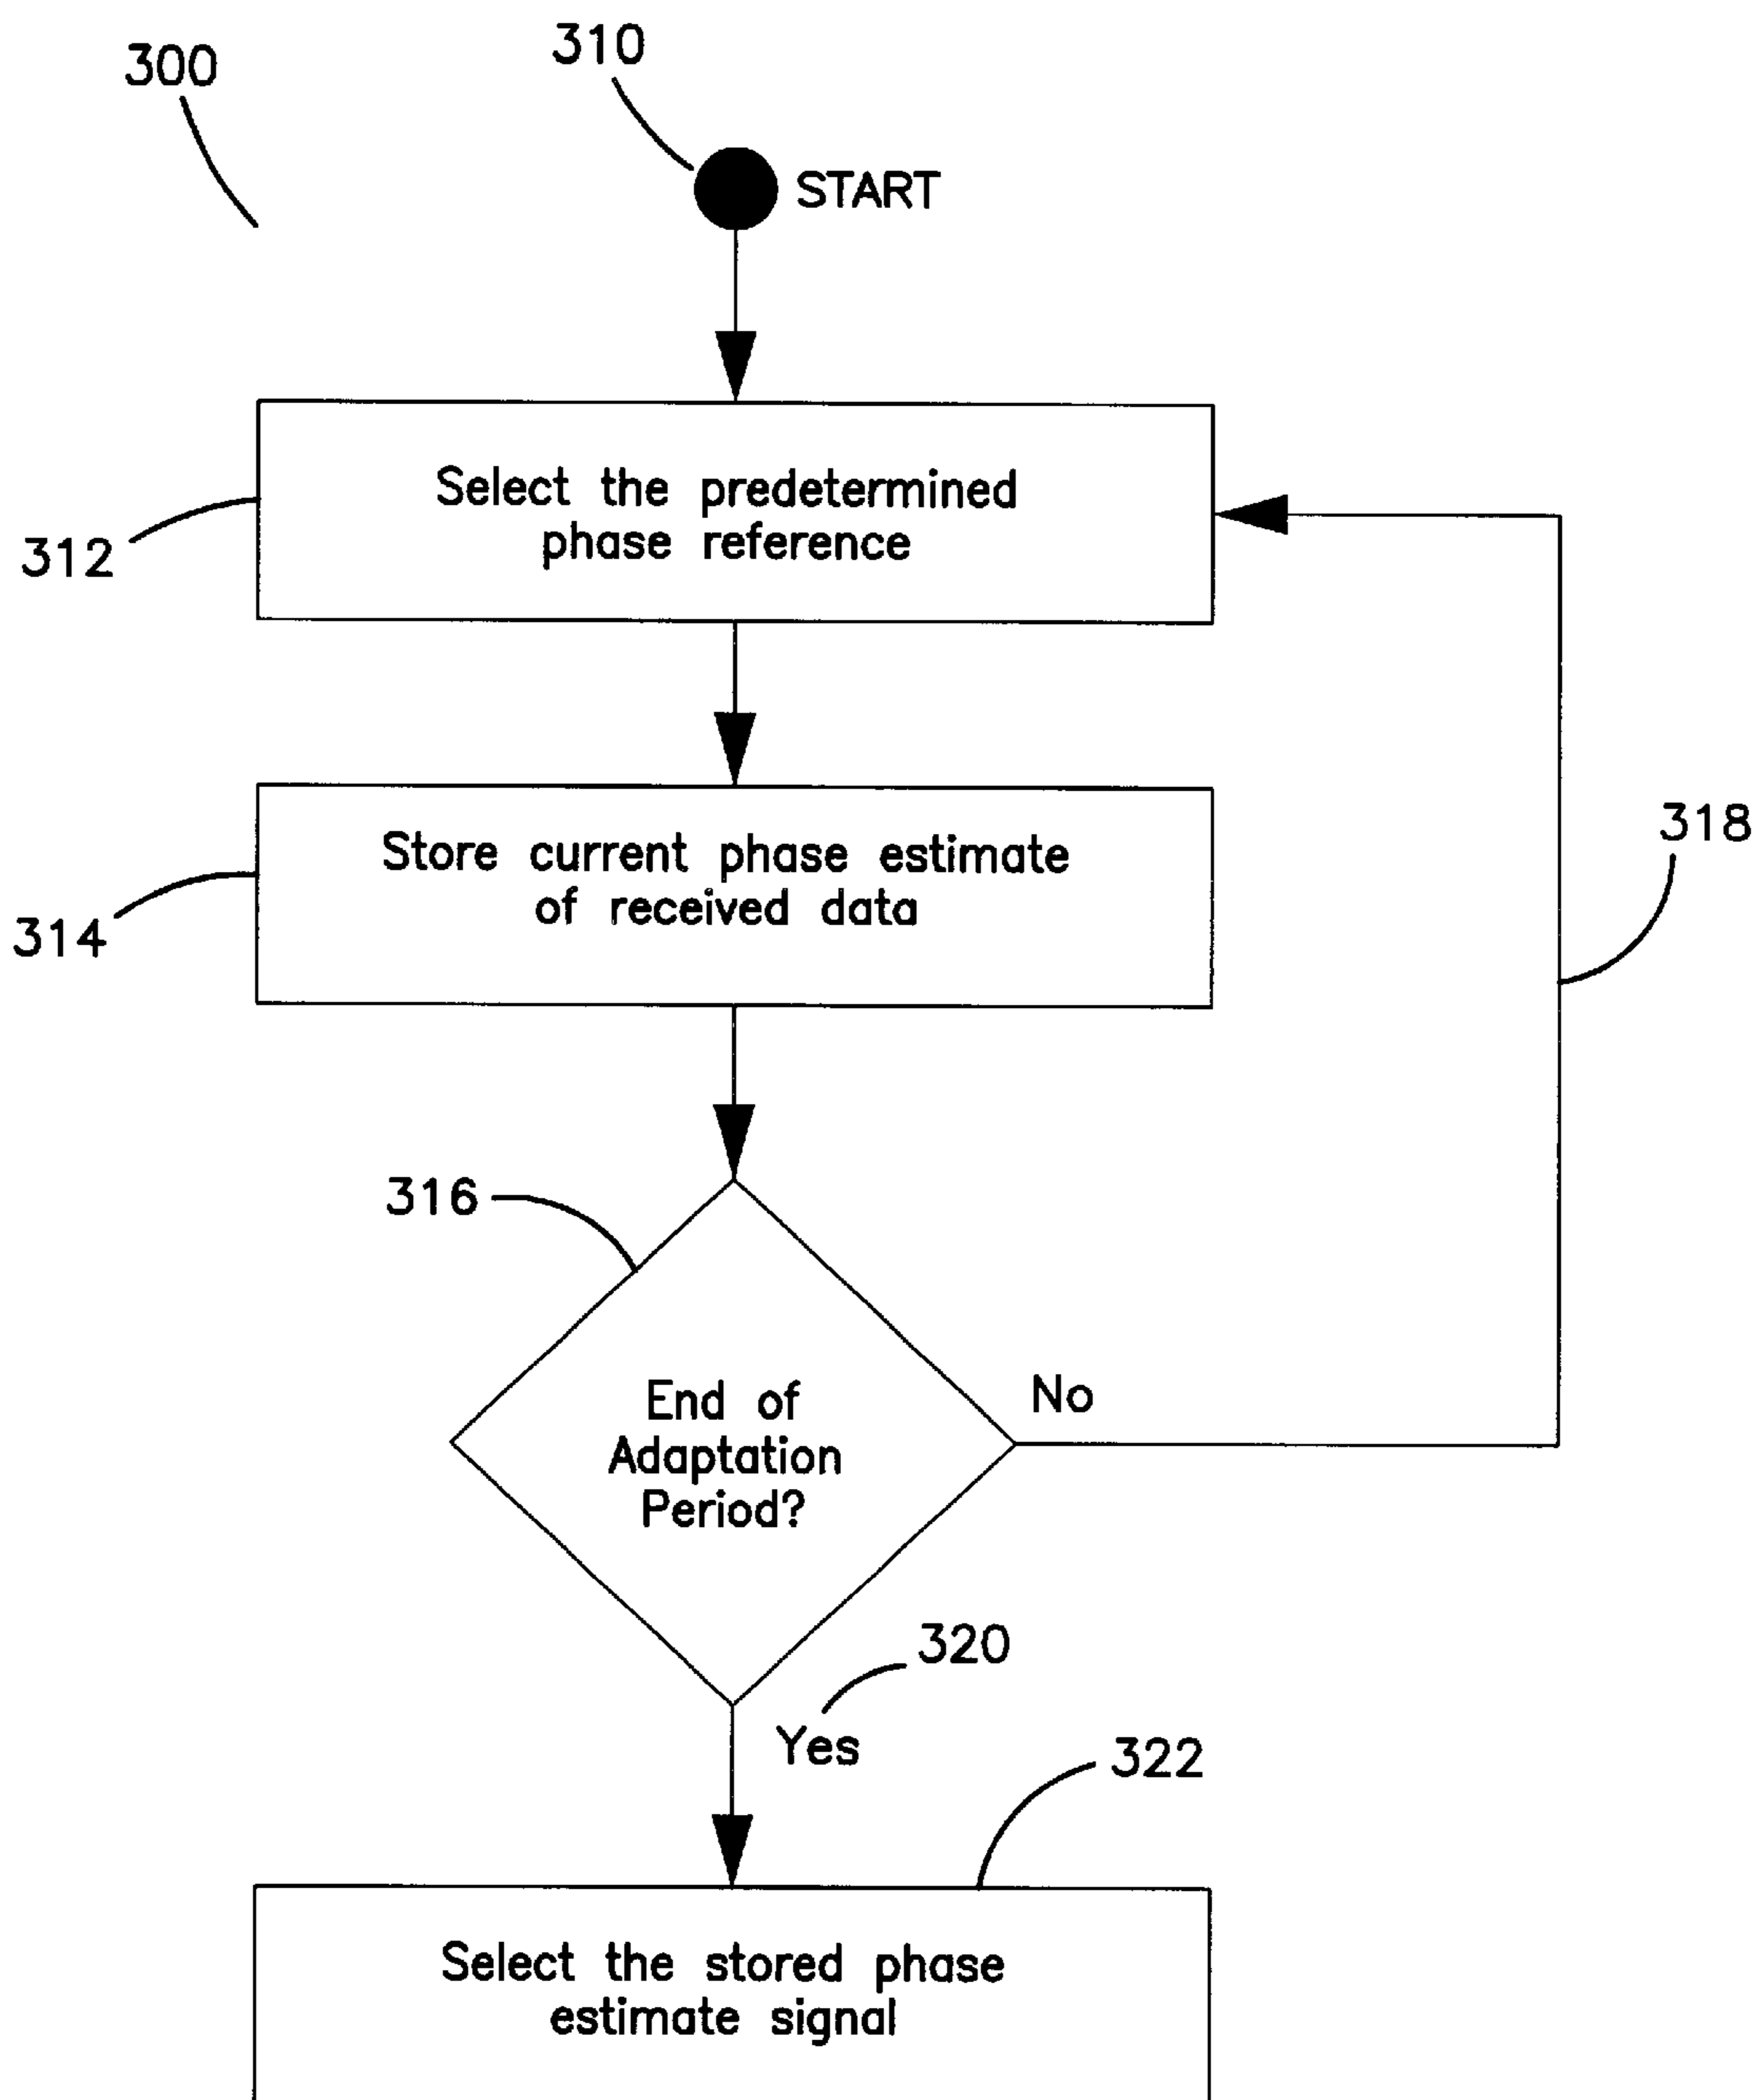 300
310
START
Select the predetermined
phase reference
312
Store current phase estimate
of received data
314
318
316
End of
Adaptation
Period?
No
320
Yes
322
Select the stored phase
estimate signal